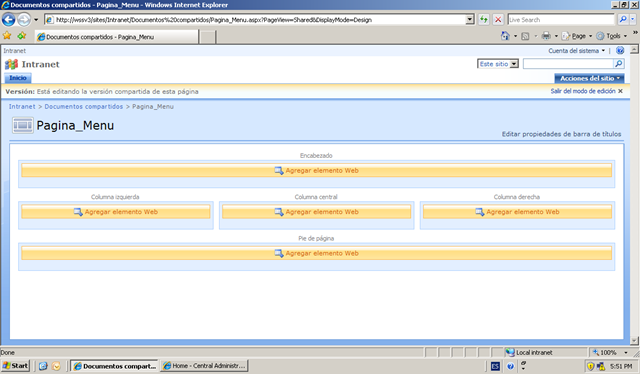 Documentos compartidos - Pagina_Menu - Windows Internet Explorer
http://wssv3/sites/Intranet/Documentos%20compartidos/Pagina_Menu.aspx?PageView=Shared&DisplayMode=Design
Documentos compartidos - Pagina_Menu
Page Tools
Intranet Cuenta del sistema
Intranet Este sitio
Inicio Acciones del sitio
Versión: Está editando la versión compartida de esta página Salir del modo de edición ×
Intranet > Documentos compartidos > Pagina_Menu
Pagina_Menu
Editar propiedades de barra de títulos
Encabezado
Agregar elemento Web
Columna izquierda Columna central Columna derecha
Agregar elemento Web Agregar elemento Web Agregar elemento Web
Pie de página
Agregar elemento Web
Done Local intranet 100%
Start Documentos compart... Home - Central Administr... ES 5:51 PM